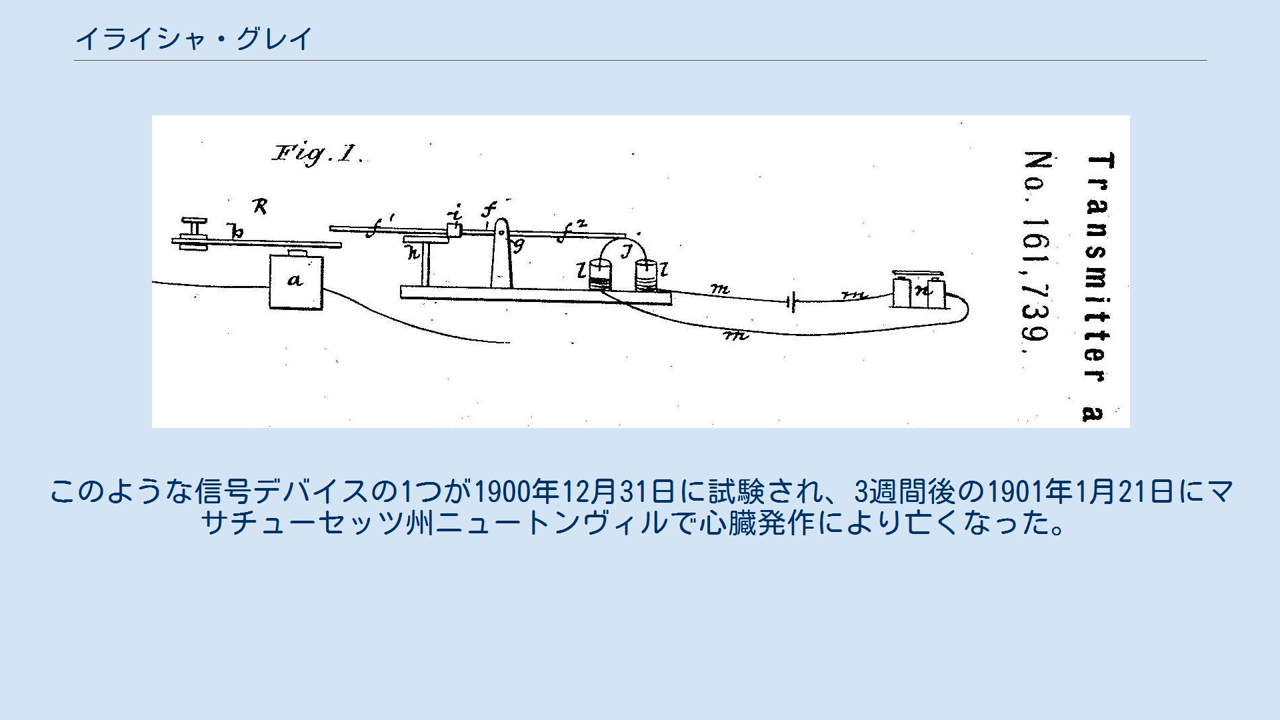 イライシャ・グレイ
Fig. 1.
R
b
a
f'
i
f
f²
h
g
j
l
l
m
m
m
n
No. 161,739.
Transmitter a
このような信号デバイスの1つが1900年12月31日に試験され、3週間後の1901年1月21日にマ
サチューセッツ州ニュートンヴィルで心臓発作により亡くなった。